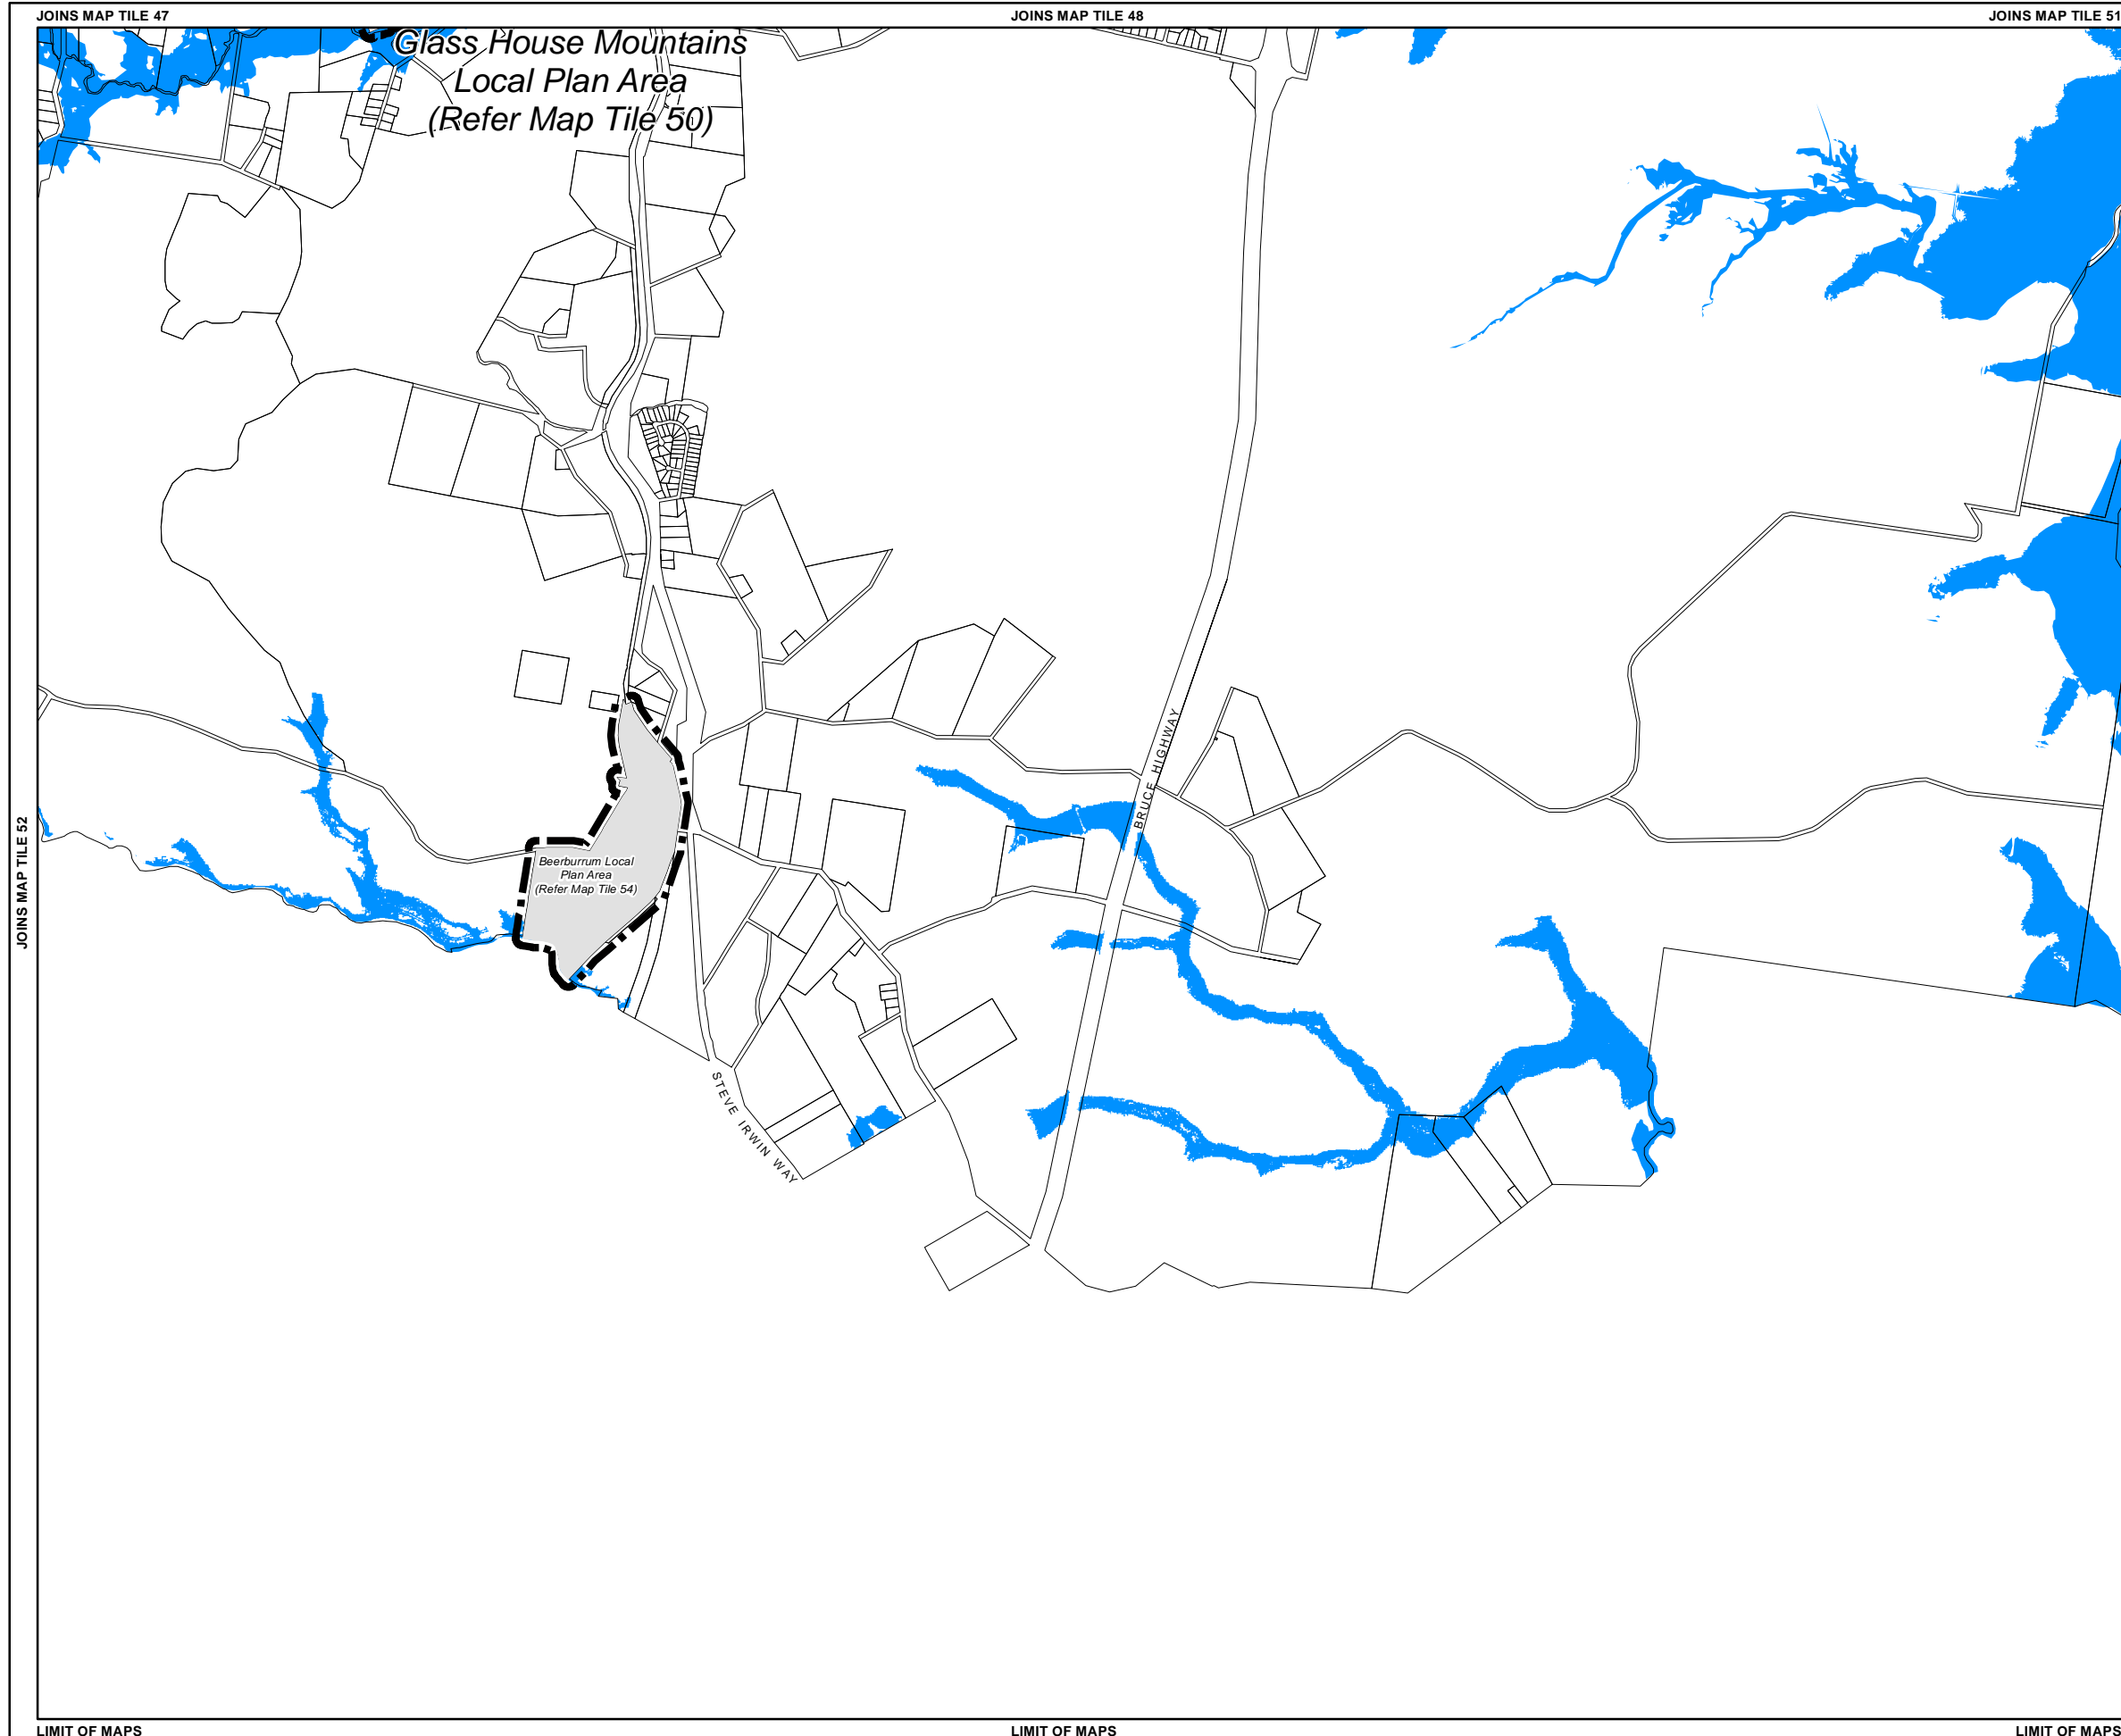 JOINS MAP TILE 47
JOINS MAP TILE 48
JOINS MAP TILE 51
Glass House Mountains
Local Plan Area
(Refer Map Tile 50)
BRUCE HIGHWAY
JOINS MAP TILE 52
Beerburrum Local
Plan Area
(Refer Map Tile 54)
STEVE IRWIN WAY
LIMIT OF MAPS
LIMIT OF MAPS
LIMIT OF MAPS